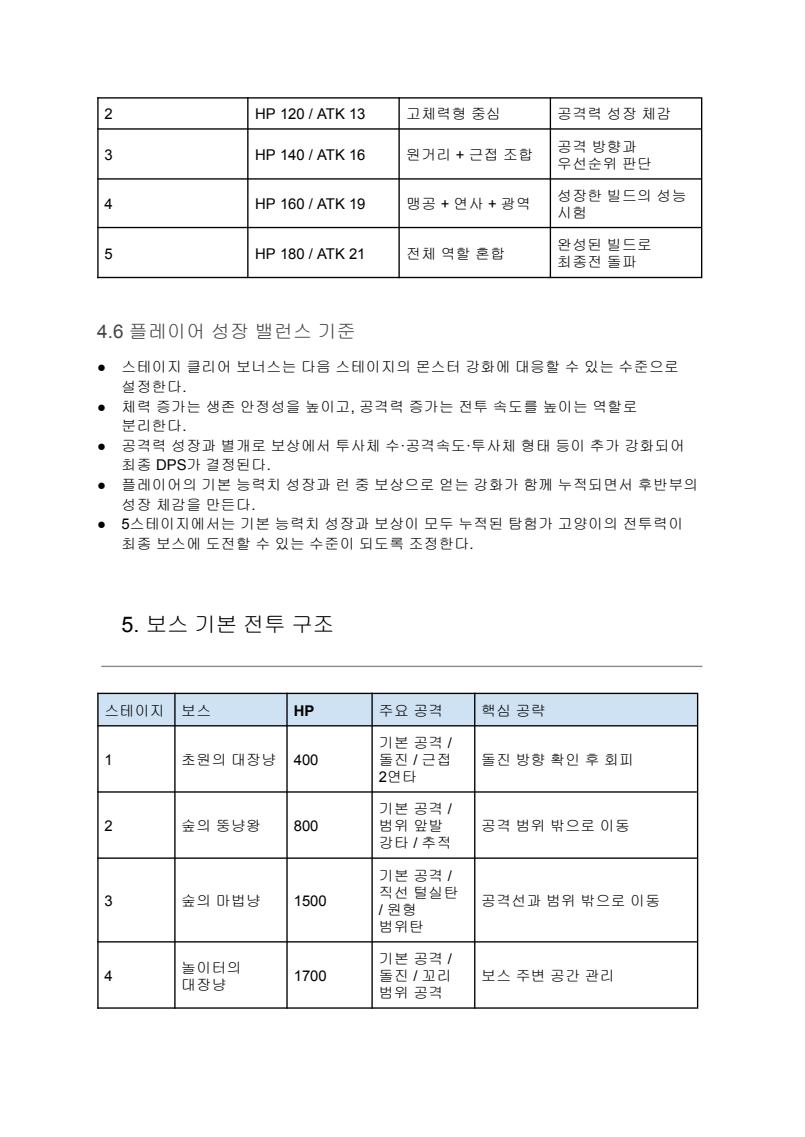 2 HP 120 / ATK 13 고체력형 중심 공격력 성장 체감
3 HP 140 / ATK 16 원거리 + 근접 조합 공격 방향과
우선순위 판단
4 HP 160 / ATK 19 맹공 + 연사 + 광역 성장한 빌드의 성능
시험
5 HP 180 / ATK 21 전체 역할 혼합 완성된 빌드로
최종전 돌파
4.6 플레이어 성장 밸런스 기준
● 스테이지 클리어 보너스는 다음 스테이지의 몬스터 강화에 대응할 수 있는 수준으로
설정한다.
● 체력 증가는 생존 안정성을 높이고, 공격력 증가는 전투 속도를 높이는 역할로
분리한다.
● 공격력 성장과 별개로 보상에서 투사체 수·공격속도·투사체 형태 등이 추가 강화되어
최종 DPS가 결정된다.
● 플레이어의 기본 능력치 성장과 런 중 보상으로 얻는 강화가 함께 누적되면서 후반부의
성장 체감을 만든다.
● 5스테이지에서는 기본 능력치 성장과 보상이 모두 누적된 탐험가 고양이의 전투력이
최종 보스에 도전할 수 있는 수준이 되도록 조정한다.
5. 보스 기본 전투 구조
스테이지 보스 HP 주요 공격 핵심 공략
1 초원의 대장냥 400 기본 공격 /
돌진 / 근접
2연타 돌진 방향 확인 후 회피
2 숲의 뚱냥왕 800 기본 공격 /
범위 앞발
강타 / 추적 공격 범위 밖으로 이동
3 숲의 마법냥 1500 기본 공격 /
직선 털실탄
/ 원형
범위탄 공격선과 범위 밖으로 이동
4 놀이터의
대장냥 1700 기본 공격 /
돌진 / 꼬리
범위 공격 보스 주변 공간 관리